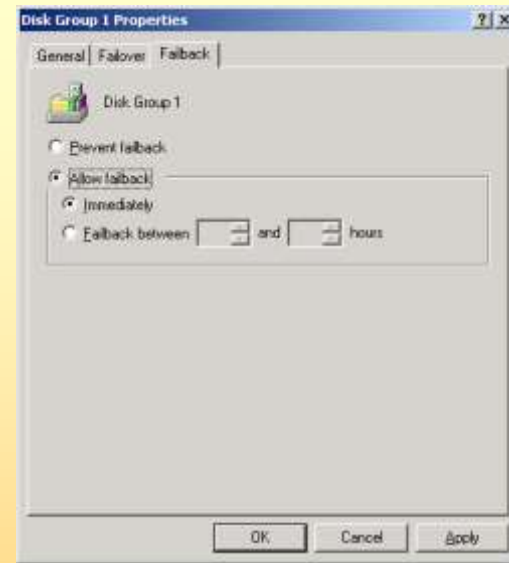 Disk Group 1 Properties
General Failover Failback
Disk Group 1
Prevent failback
Allow failback
Immediately
Failback between and hours
OK Cancel Apply